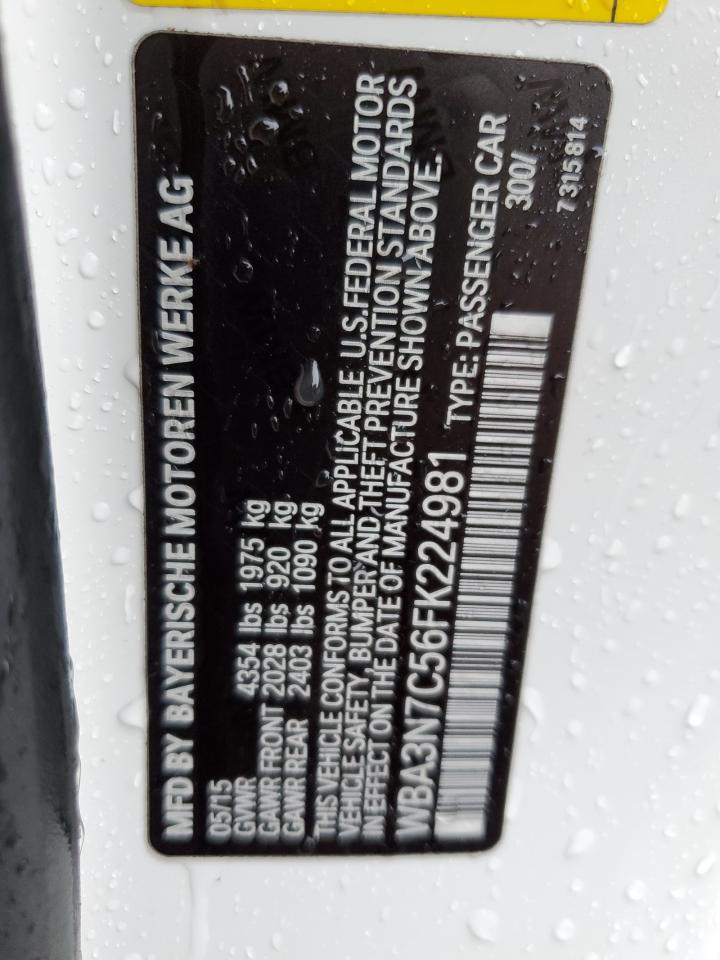 MFD BY BAYERISCHE MOTOREN WERKE AG
05/15
GVWR 4354 lbs 1975 kg
GAWR FRONT 2028 lbs 920 kg
GAWR REAR 2403 lbs 1090 kg
THIS VEHICLE CONFORMS TO ALL APPLICABLE U.S. FEDERAL MOTOR
VEHICLE SAFETY, BUMPER AND THEFT PREVENTION STANDARDS
IN EFFECT ON THE DATE OF MANUFACTURE SHOWN ABOVE.
WBA3N7C56FK224981 TYPE: PASSENGER CAR
300/
7 315 814